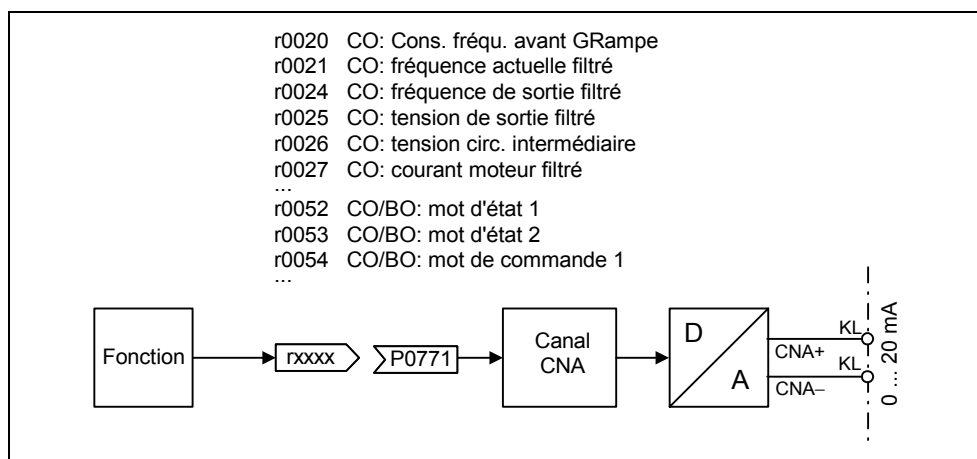 r0020 CO: Cons. fréqu. avant GRampe
r0021 CO: fréquence actuelle filtré
r0024 CO: fréquence de sortie filtré
r0025 CO: tension de sortie filtré
r0026 CO: tension circ. intermédiaire
r0027 CO: courant moteur filtré
...
r0052 CO/BO: mot d'état 1
r0053 CO/BO: mot d'état 2
r0054 CO/BO: mot de commande 1
...
Fonction
rxxxx
P0771
Canal
CNA
D
A
KL
CNA+
KL
CNA−
0 ... 20 mA